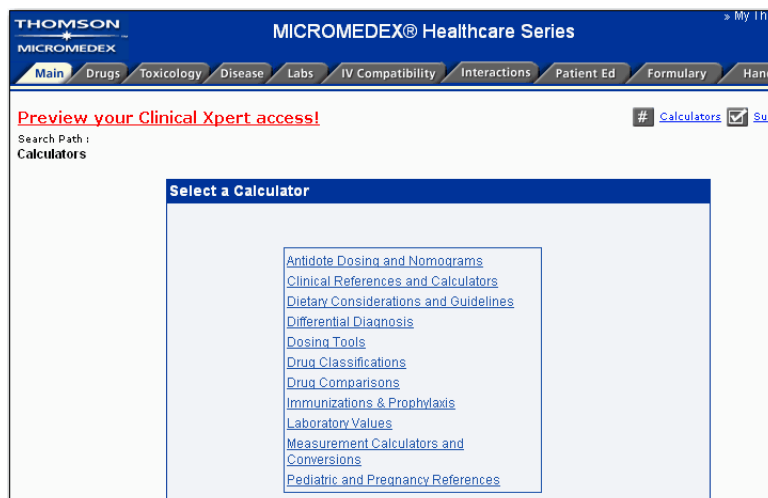 THOMSON
MICROMEDEX
MICROMEDEX® Healthcare Series
» My Th
Main Drugs Toxicology Disease Labs IV Compatibility Interactions Patient Ed Formulary Han
Preview your Clinical Xpert access!
# Calculators Su
Search Path :
Calculators
Select a Calculator
Antidote Dosing and Nomograms
Clinical References and Calculators
Dietary Considerations and Guidelines
Differential Diagnosis
Dosing Tools
Drug Classifications
Drug Comparisons
Immunizations & Prophylaxis
Laboratory Values
Measurement Calculators and
Conversions
Pediatric and Pregnancy References